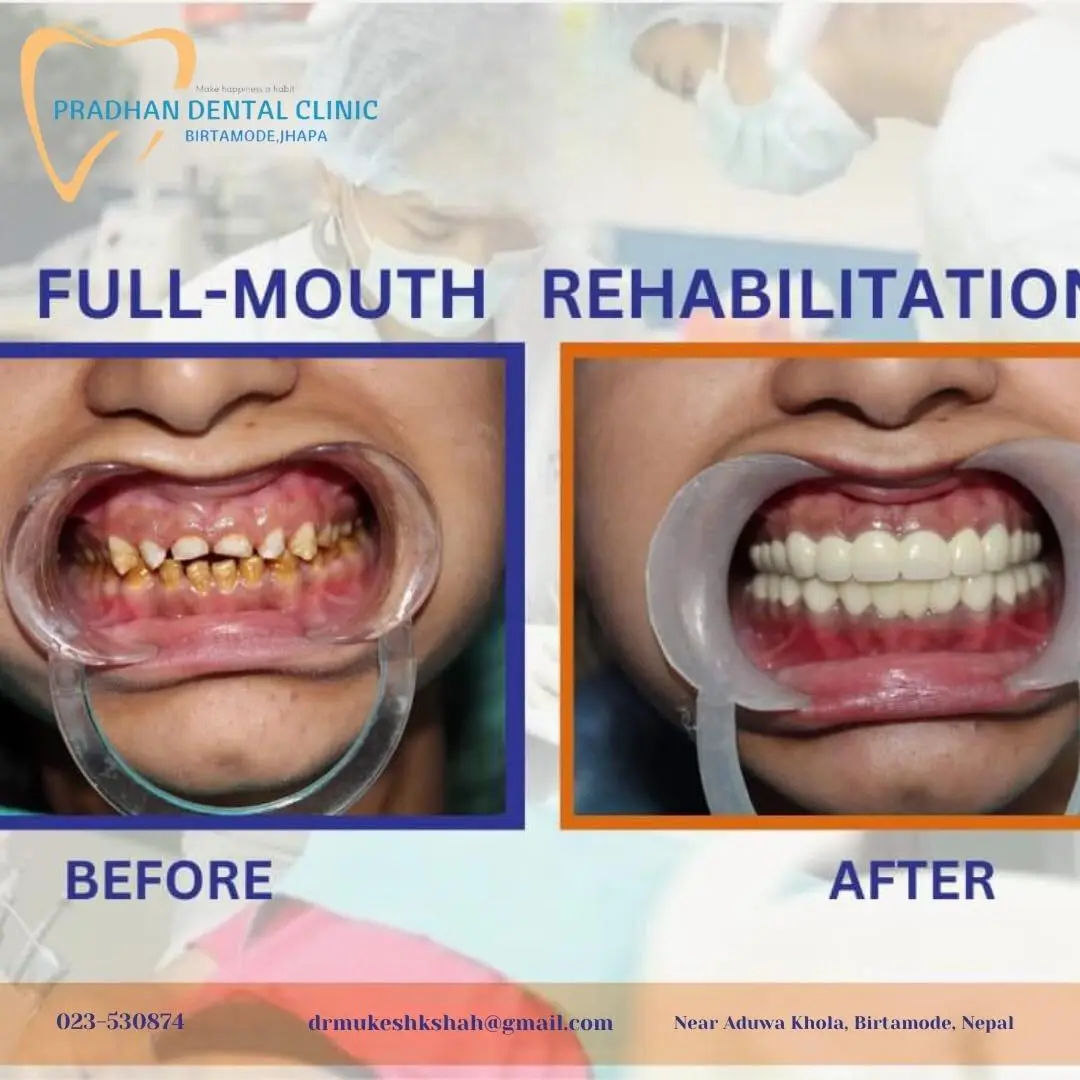 Make happiness a habit
PRADHAN DENTAL CLINIC
BIRTAMODE,JHAPA
FULL-MOUTH REHABILITATION
BEFORE
AFTER
023-530874
drmukeshkshah@gmail.com
Near Aduwa Khola, Birtamode, Nepal